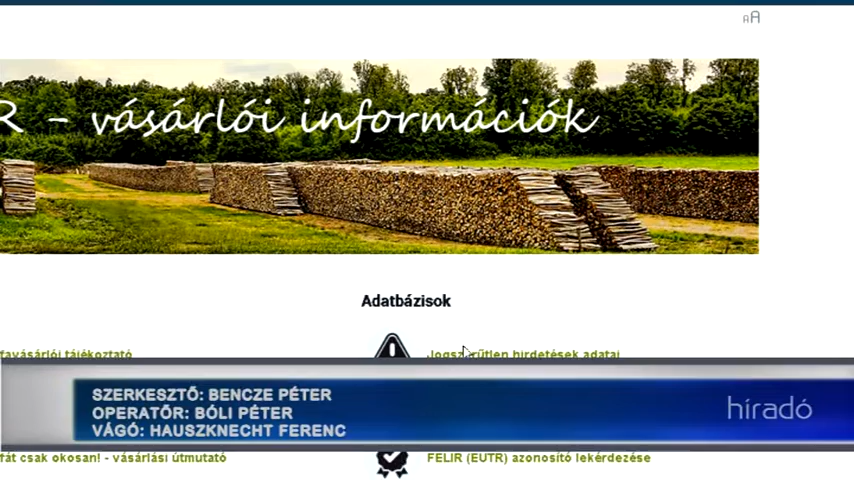 AA
R - vásárlói információk
Adatbázisok
favásárlói tájékoztató
Jogszerűtlen hirdetések adatai
SZERKESZTŐ: BENCZE PÉTER
OPERATŐR: BÓLI PÉTER
VÁGÓ: HAUSZKNECHT FERENC
híradó
fát csak okosan! - vásárlási útmutató
FELIR (EUTR) azonosító lekérdezése